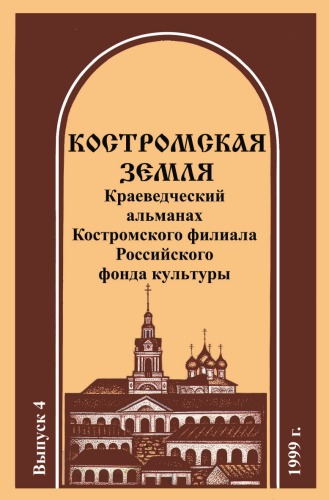 КОСТРОМСКАЯ
ЗЕМЛЯ
Краеведческий
альманах
Костромского филиала
Российского
фонда культуры
Выпуск 4
1999 г.